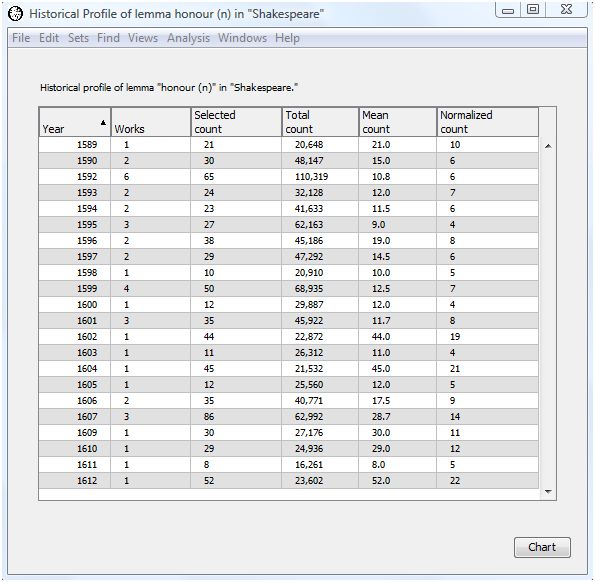 Historical Profile of lemma honour (n) in "Shakespeare"
File Edit Sets Find Views Analysis Windows Help
Historical profile of lemma "honour (n)" in "Shakespeare."
Year Works Selected count Total count Mean count Normalized count
1589 1 21 20,648 21.0 10
1590 2 30 48,147 15.0 6
1592 6 65 110,319 10.8 6
1593 2 24 32,128 12.0 7
1594 2 23 41,633 11.5 6
1595 3 27 62,163 9.0 4
1596 2 38 45,186 19.0 8
1597 2 29 47,292 14.5 6
1598 1 10 20,910 10.0 5
1599 4 50 68,935 12.5 7
1600 1 12 29,887 12.0 4
1601 3 35 45,922 11.7 8
1602 1 44 22,872 44.0 19
1603 1 11 26,312 11.0 4
1604 1 45 21,532 45.0 21
1605 1 12 25,560 12.0 5
1606 2 35 40,771 17.5 9
1607 3 86 62,992 28.7 14
1609 1 30 27,176 30.0 11
1610 1 29 24,936 29.0 12
1611 1 8 16,261 8.0 5
1612 1 52 23,602 52.0 22
Chart